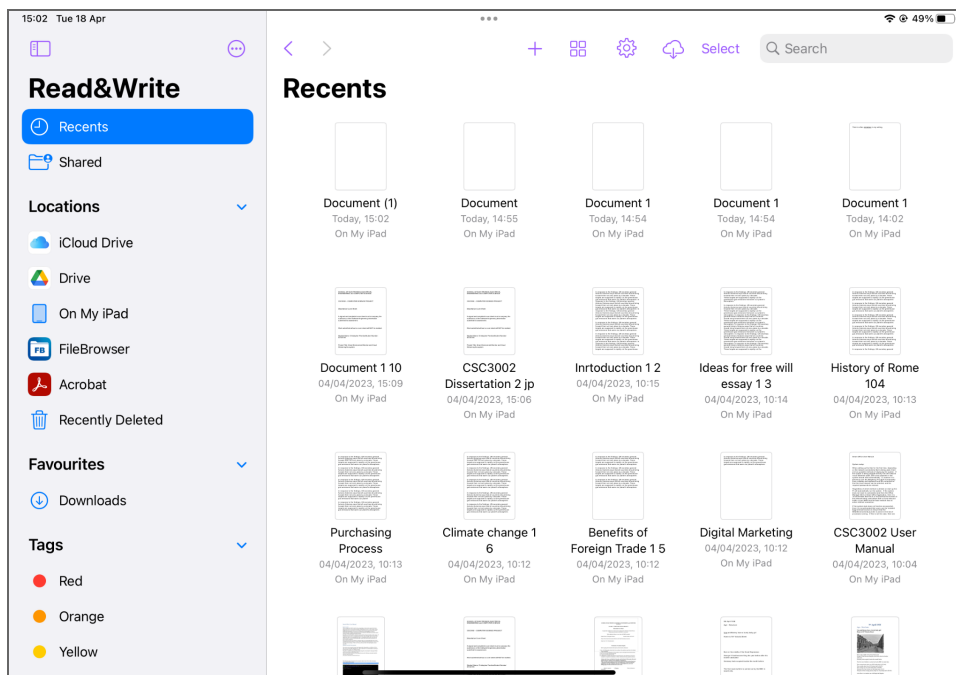 15:02 Tue 18 Apr
49%
Select
Search
Read&Write
Recents
Shared
Locations
iCloud Drive
Drive
On My iPad
FB
FileBrowser
Acrobat
Recently Deleted
Favourites
Downloads
Tags
Red
Orange
Yellow
Recents
Document (1)
Today, 15:02
On My iPad
Document
Today, 14:55
On My iPad
Document 1
Today, 14:54
On My iPad
Document 1
Today, 14:54
On My iPad
Document 1
Today, 14:02
On My iPad
Document 1 10
04/04/2023, 15:09
On My iPad
CSC3002
Dissertation 2 jp
04/04/2023, 15:06
On My iPad
Inrtoduction 1 2
04/04/2023, 10:15
On My iPad
Ideas for free will
essay 1 3
04/04/2023, 10:14
On My iPad
History of Rome
104
04/04/2023, 10:13
On My iPad
Purchasing
Process
04/04/2023, 10:13
On My iPad
Climate change 1
6
04/04/2023, 10:12
On My iPad
Benefits of
Foreign Trade 1 5
04/04/2023, 10:12
On My iPad
Digital Marketing
04/04/2023, 10:12
On My iPad
CSC3002 User
Manual
04/04/2023, 10:04
On My iPad